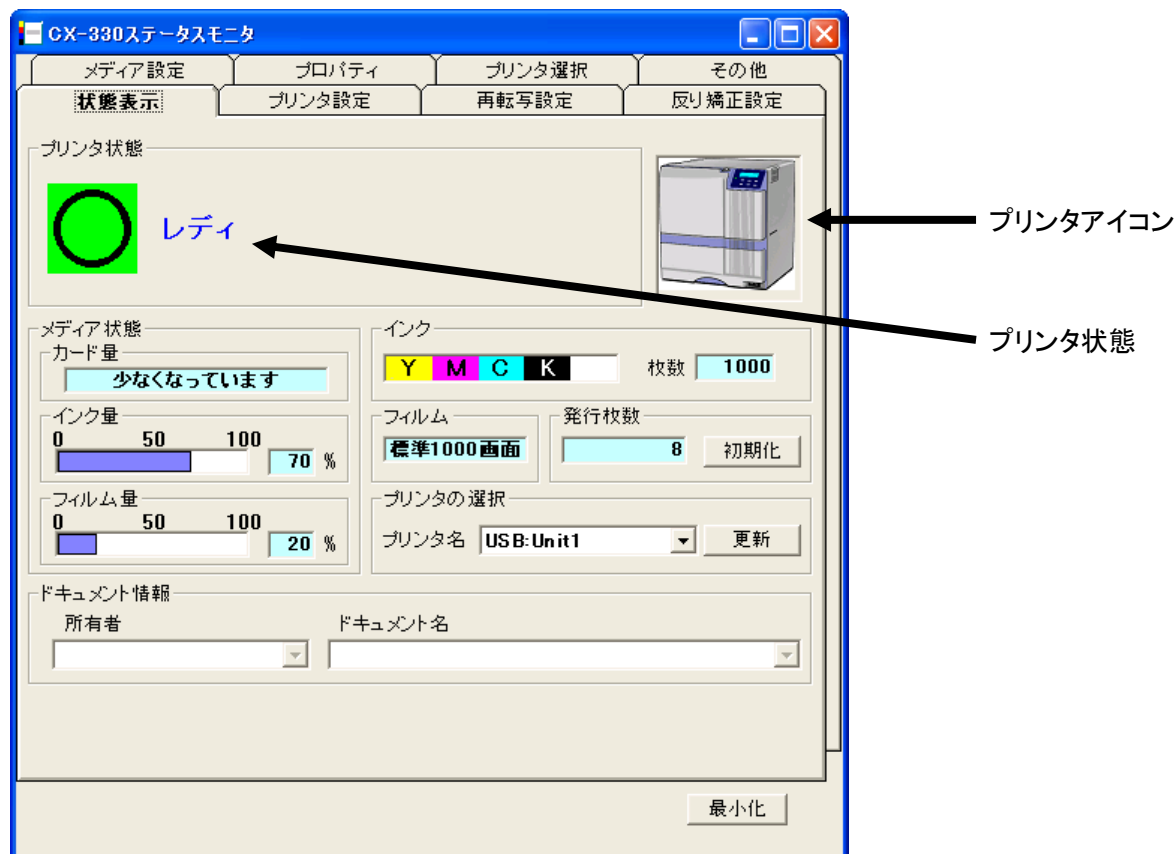 CX-330ステータスモニタ
メディア設定 プロパティ プリンタ選択 その他
状態表示 プリンタ設定 再転写設定 反り矯正設定
プリンタ状態
レディ
プリンタアイコン
プリンタ状態
メディア状態
カード量
少なくなっています
インク量
0 50 100
70 %
フィルム量
0 50 100
20 %
インク
Y M C K 枚数 1000
フィルム
標準1000画面
発行枚数
8 初期化
プリンタの選択
プリンタ名 USB:Unit1 更新
ドキュメント情報
所有者 ドキュメント名
最小化